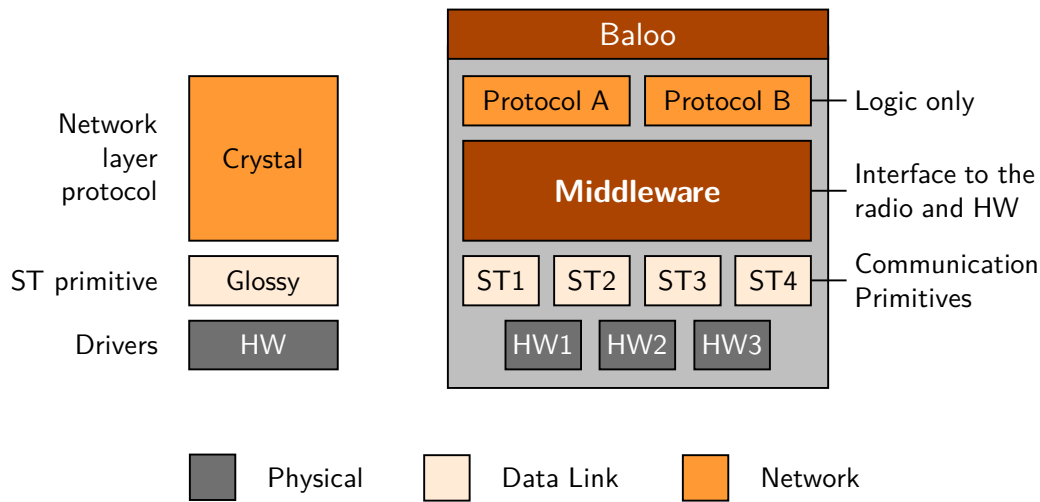 Baloo
Network
layer
protocol
Crystal
Protocol A
Protocol B
Logic only
Middleware
Interface to the
radio and HW
ST primitive
Glossy
ST1
ST2
ST3
ST4
Communication
Primitives
Drivers
HW
HW1
HW2
HW3
Physical
Data Link
Network